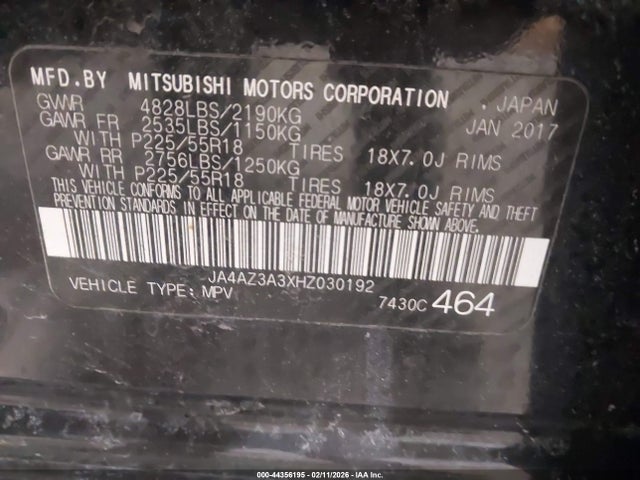 MFD.BY MITSUBISHI MOTORS CORPORATION , JAPAN
GVWR 4828LBS/2190KG JAN 2017
GAWR FR 2535LBS/1150KG
WITH P225/55R18 TIRES 18X7.0J RIMS
GAWR RR 2756LBS/1250KG
WITH P225/55R18 TIRES 18X7.0J RIMS
THIS VEHICLE CONFORMS TO ALL APPLICABLE FEDERAL MOTOR VEHICLE SAFETY AND THEFT
PREVENTION STANDARDS IN EFFECT ON THE DATE OF MANUFACTURE SHOWN ABOVE.
JA4AZ3A3XHZ030192
VEHICLE TYPE: MPV 7430C 464
000-44356195 - 02/11/2026 - IAA Inc.